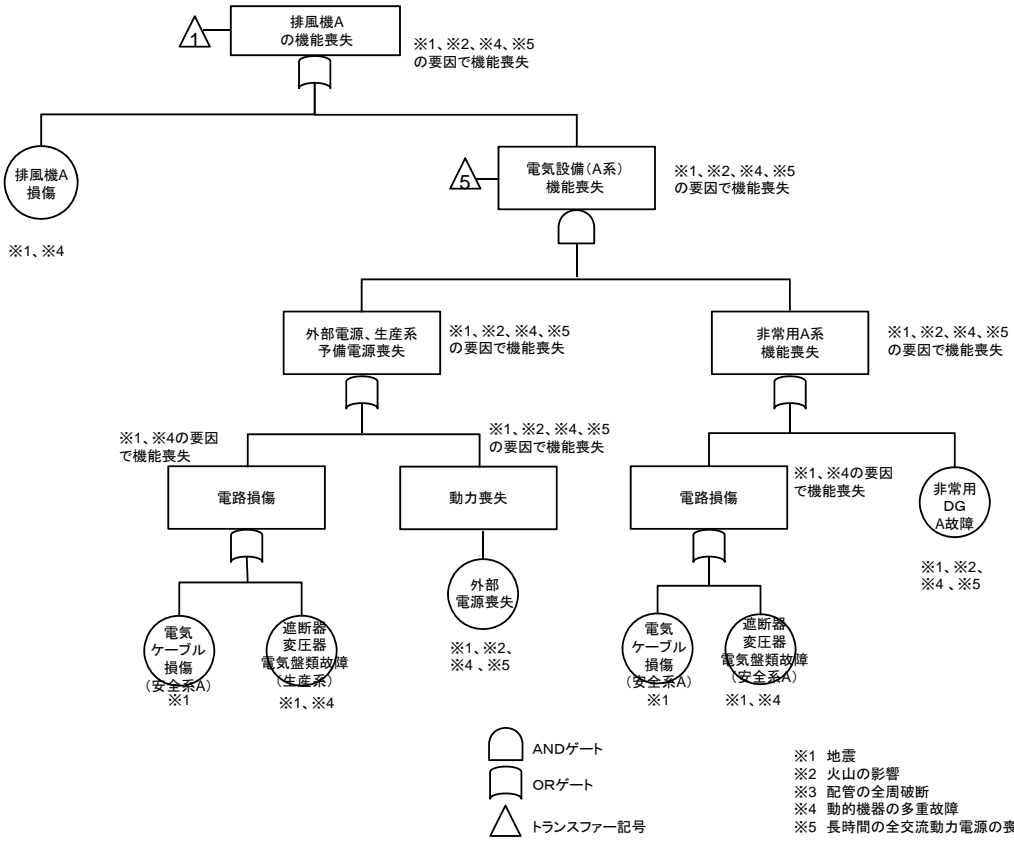 1
排風機A
の機能喪失
※1、※2、※4、※5
の要因で機能喪失
排風機A
損傷
※1、※4
5
電気設備(A系)
機能喪失
※1、※2、※4、※5
の要因で機能喪失
外部電源、生産系
予備電源喪失
※1、※2、※4、※5
の要因で機能喪失
非常用A系
機能喪失
※1、※2、※4、※5
の要因で機能喪失
※1、※4の要因
で機能喪失
電路損傷
※1、※2、※4、※5
の要因で機能喪失
動力喪失
電路損傷
※1、※4の要因
で機能喪失
非常用
DG
A故障
※1、※2、
※4、※5
電気
ケーブル
損傷
(安全系A)
※1
遮断器
変圧器
電気盤類故障
(生産系)
※1、※4
外部
電源喪失
※1、※2、
※4、※5
電気
ケーブル
損傷
(安全系A)
※1
遮断器
変圧器
電気盤類故障
(安全系A)
※1、※4
ANDゲート
ORゲート
トランスファー記号
※1 地震
※2 火山の影響
※3 配管の全周破断
※4 動的機器の多重故障
※5 長時間の全交流動力電源の喪